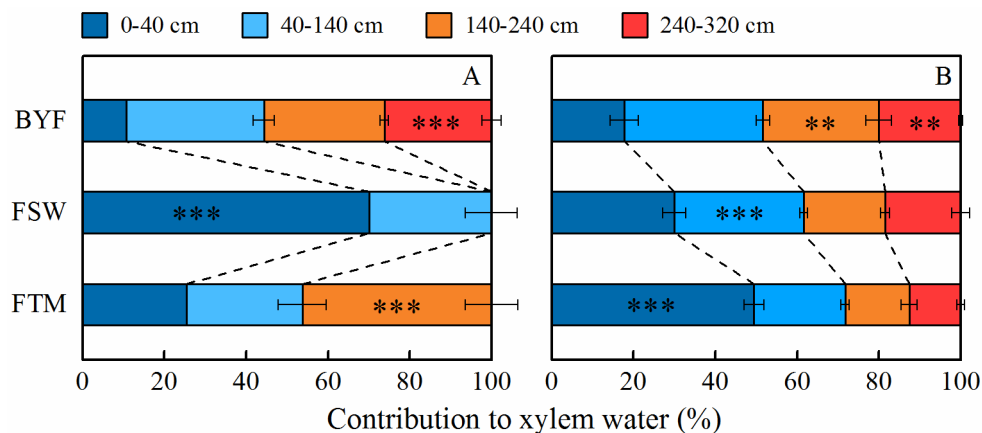 0-40 cm 40-140 cm 140-240 cm 240-320 cm
A B
BYF *** ** **
FSW *** ***
FTM *** ***
0 20 40 60 80 100 0 20 40 60 80 100
Contribution to xylem water (%)